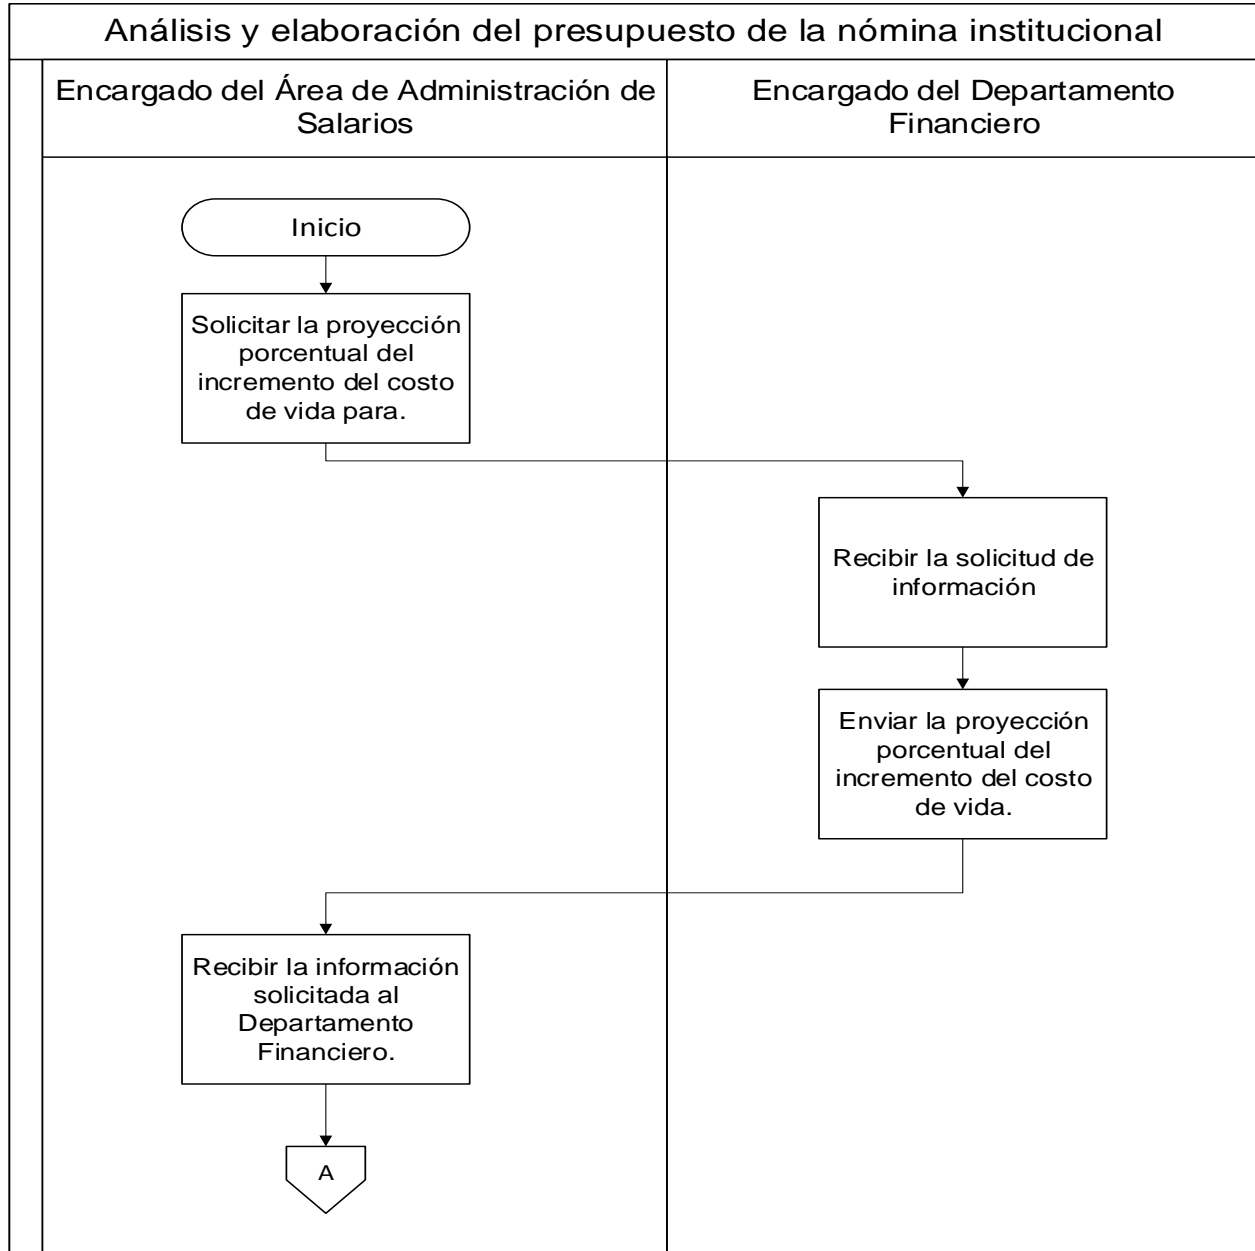 Análisis y elaboración del presupuesto de la nómina institucional
Encargado del Área de Administración de
Salarios
Encargado del Departamento
Financiero
Inicio
Solicitar la proyección
porcentual del
incremento del costo
de vida para.
Recibir la solicitud de
información
Enviar la proyección
porcentual del
incremento del costo
de vida.
Recibir la información
solicitada al
Departamento
Financiero.
A